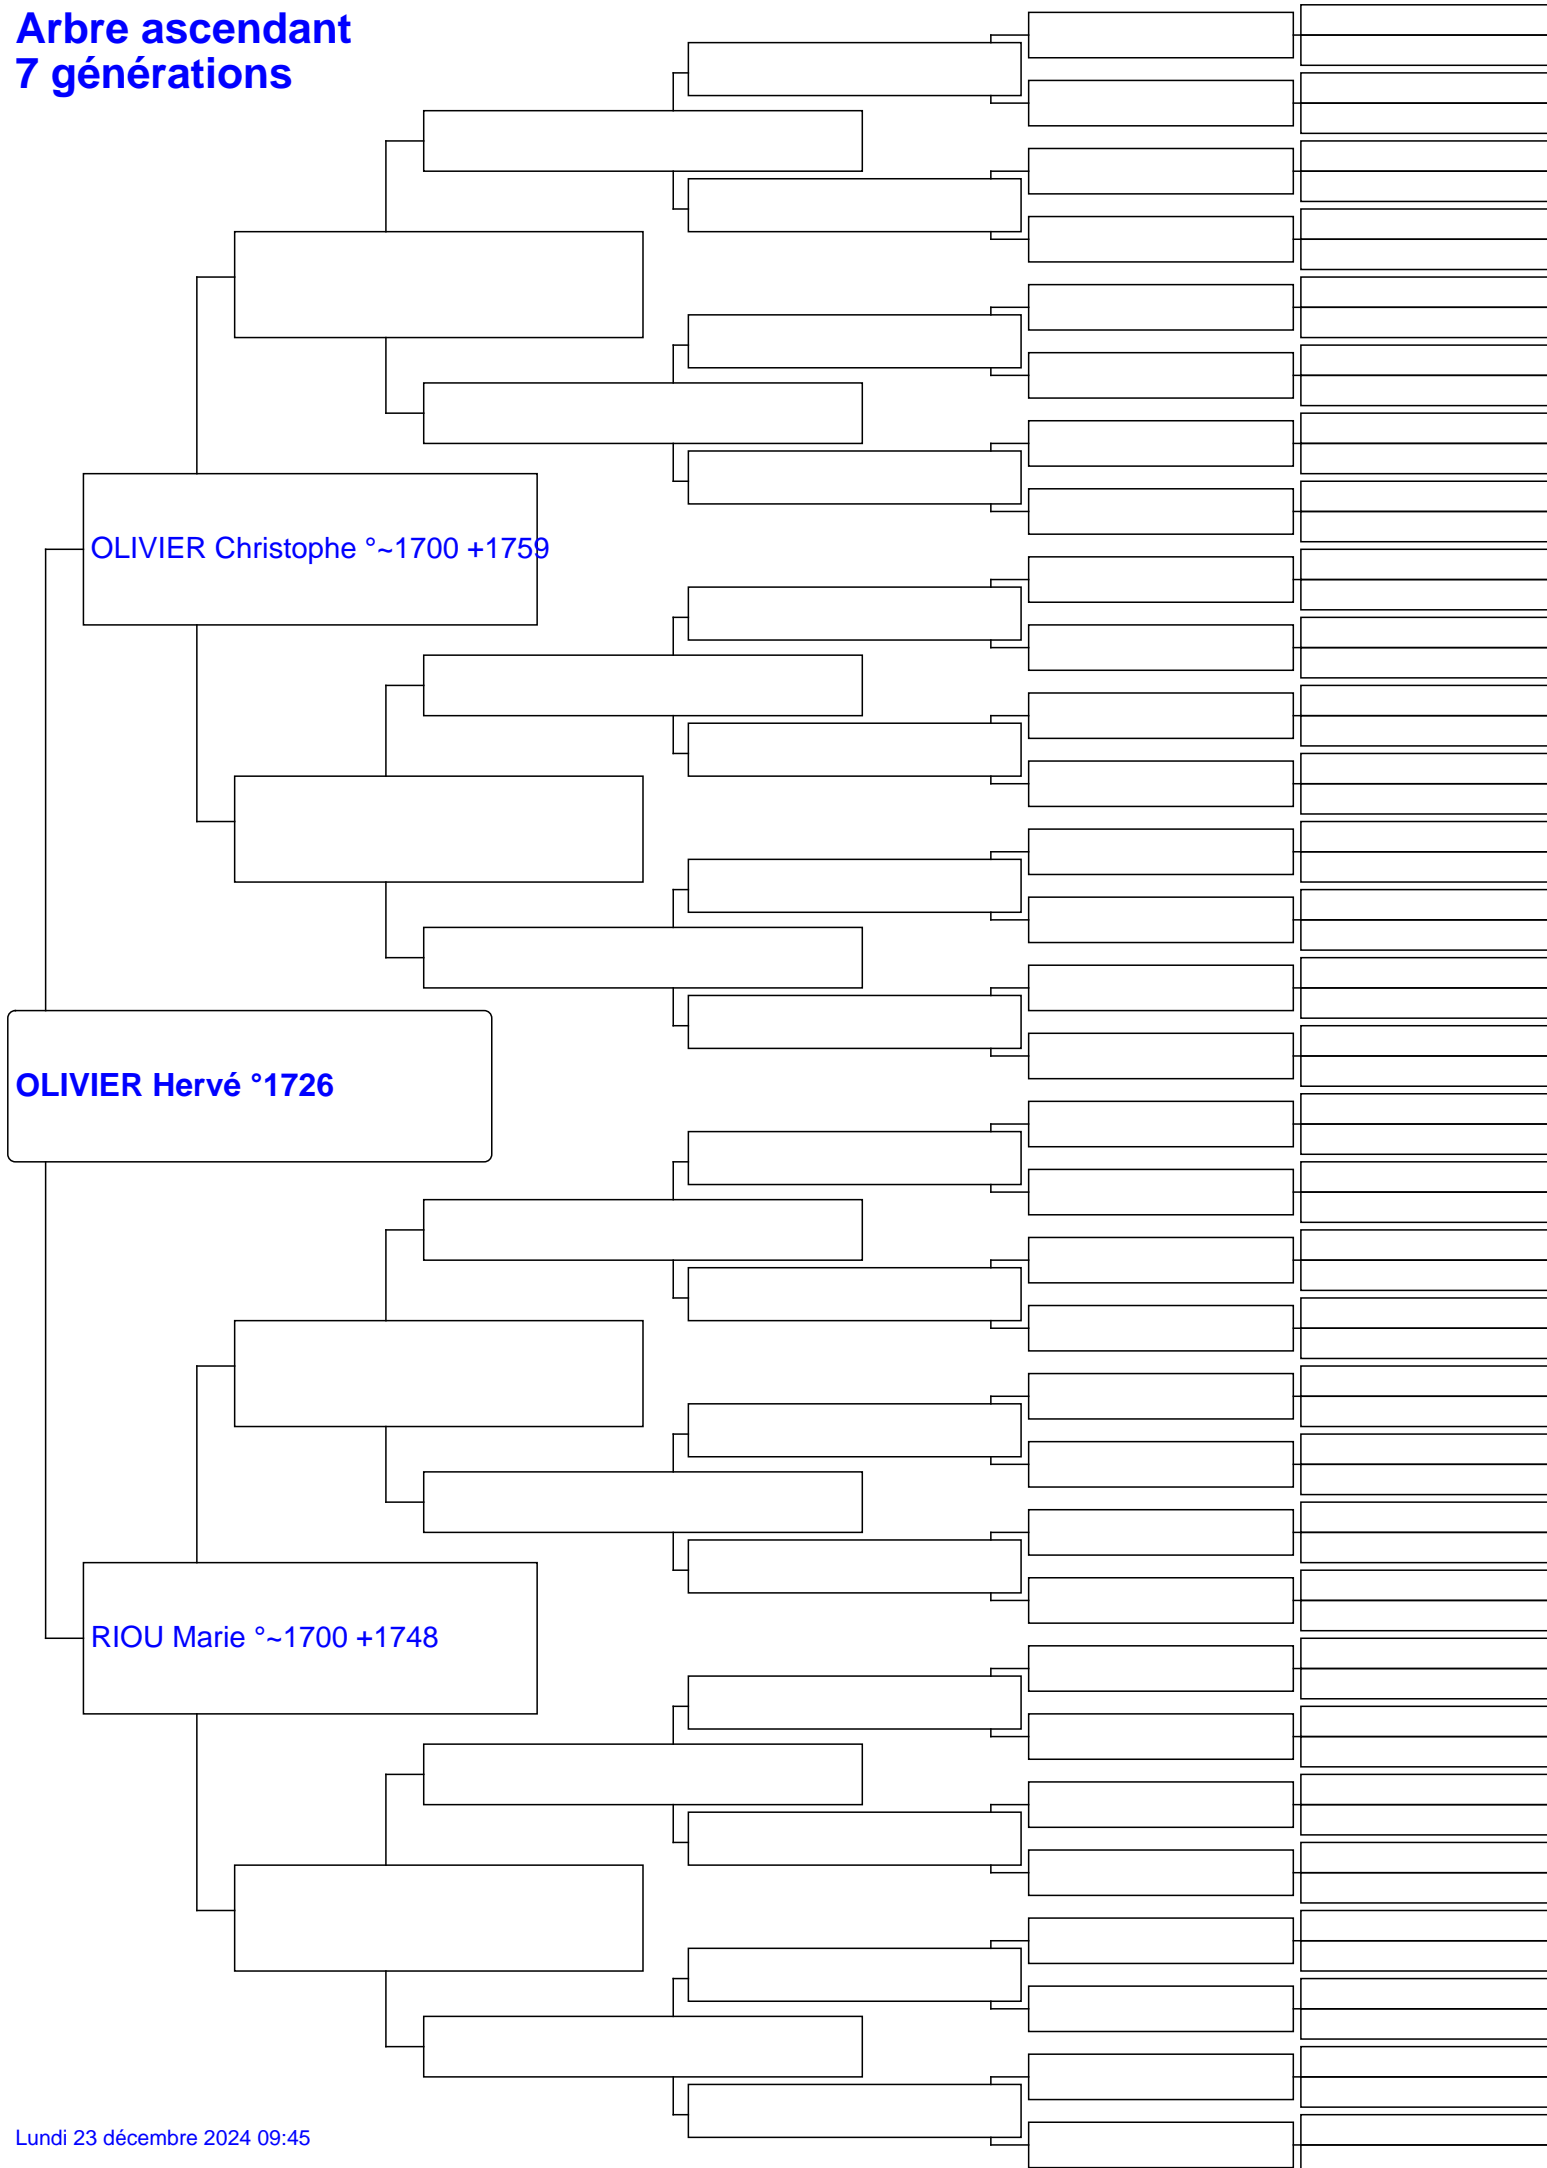 Arbre ascendant
7 générations
OLIVIER Christophe °~1700 +1759
OLIVIER Hervé °1726
RIOU Marie °~1700 +1748
Lundi 23 décembre 2024 09:45